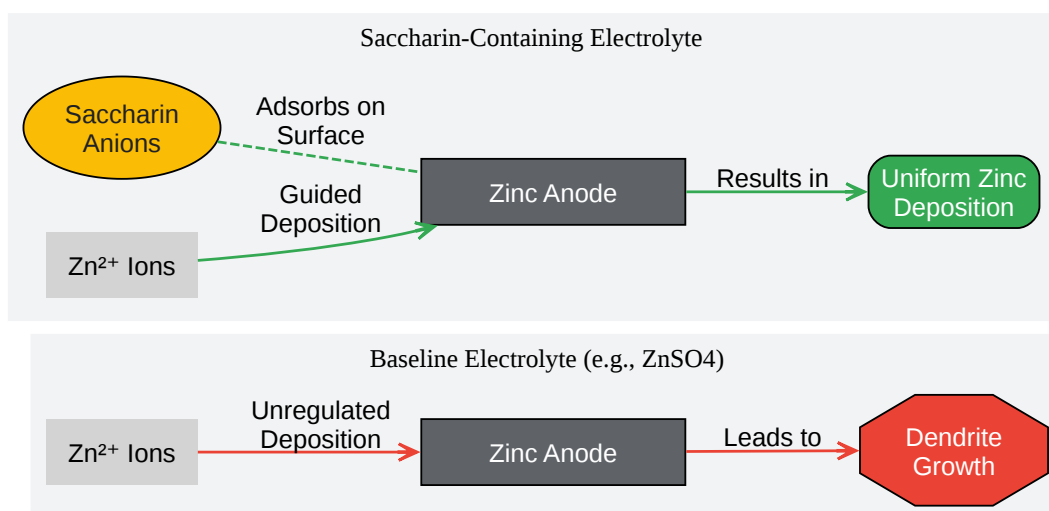 Saccharin-Containing Electrolyte
Saccharin
Anions
Adsorbs on
Surface
Guided
Deposition
Zn²⁺ Ions
Zinc Anode
Results in
Uniform Zinc
Deposition
Baseline Electrolyte (e.g., ZnSO4)
Zn²⁺ Ions
Unregulated
Deposition
Zinc Anode
Leads to
Dendrite
Growth